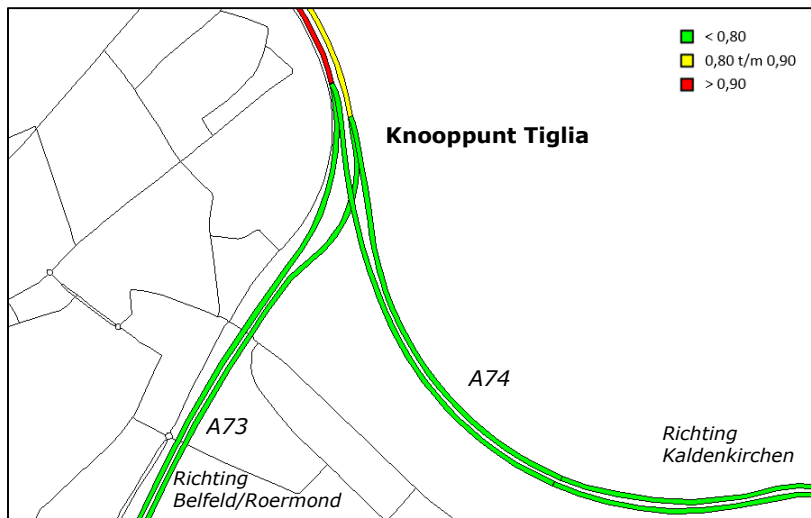 < 0,80
0,80 t/m 0,90
> 0,90
Knooppunt Tiglia
A74
A73
Richting
Kaldenkirchen
Richting
Belfeld/Roermond